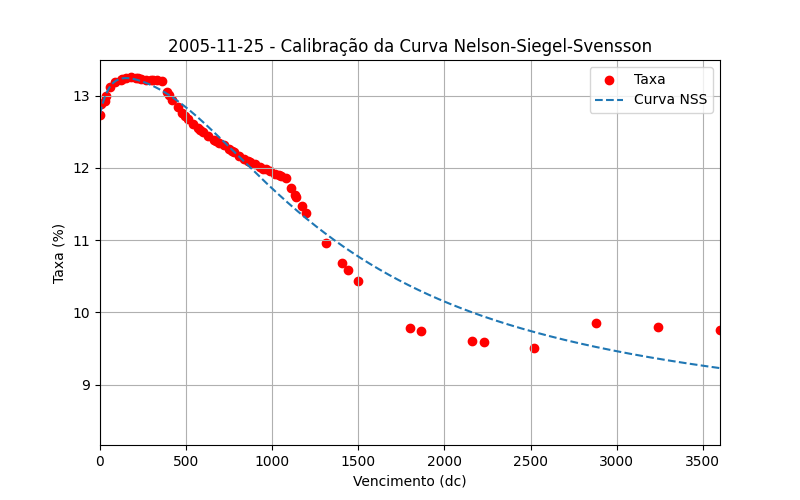 2005-11-25 - Calibração da Curva Nelson-Siegel-Svensson
Taxa
Curva NSS
Taxa (%)
13
12
11
10
9
0 500 1000 1500 2000 2500 3000 3500
Vencimento (dc)